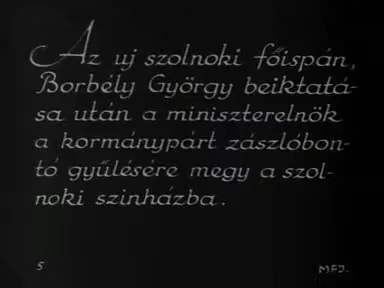 Az uj szolnoki főispán,
Borbély György beiktatá-
sa után a miniszterelnök
a kormánypárt zászlóbon-
tó gyűlésére megy a szol-
noki szinházba.
5 MFI.